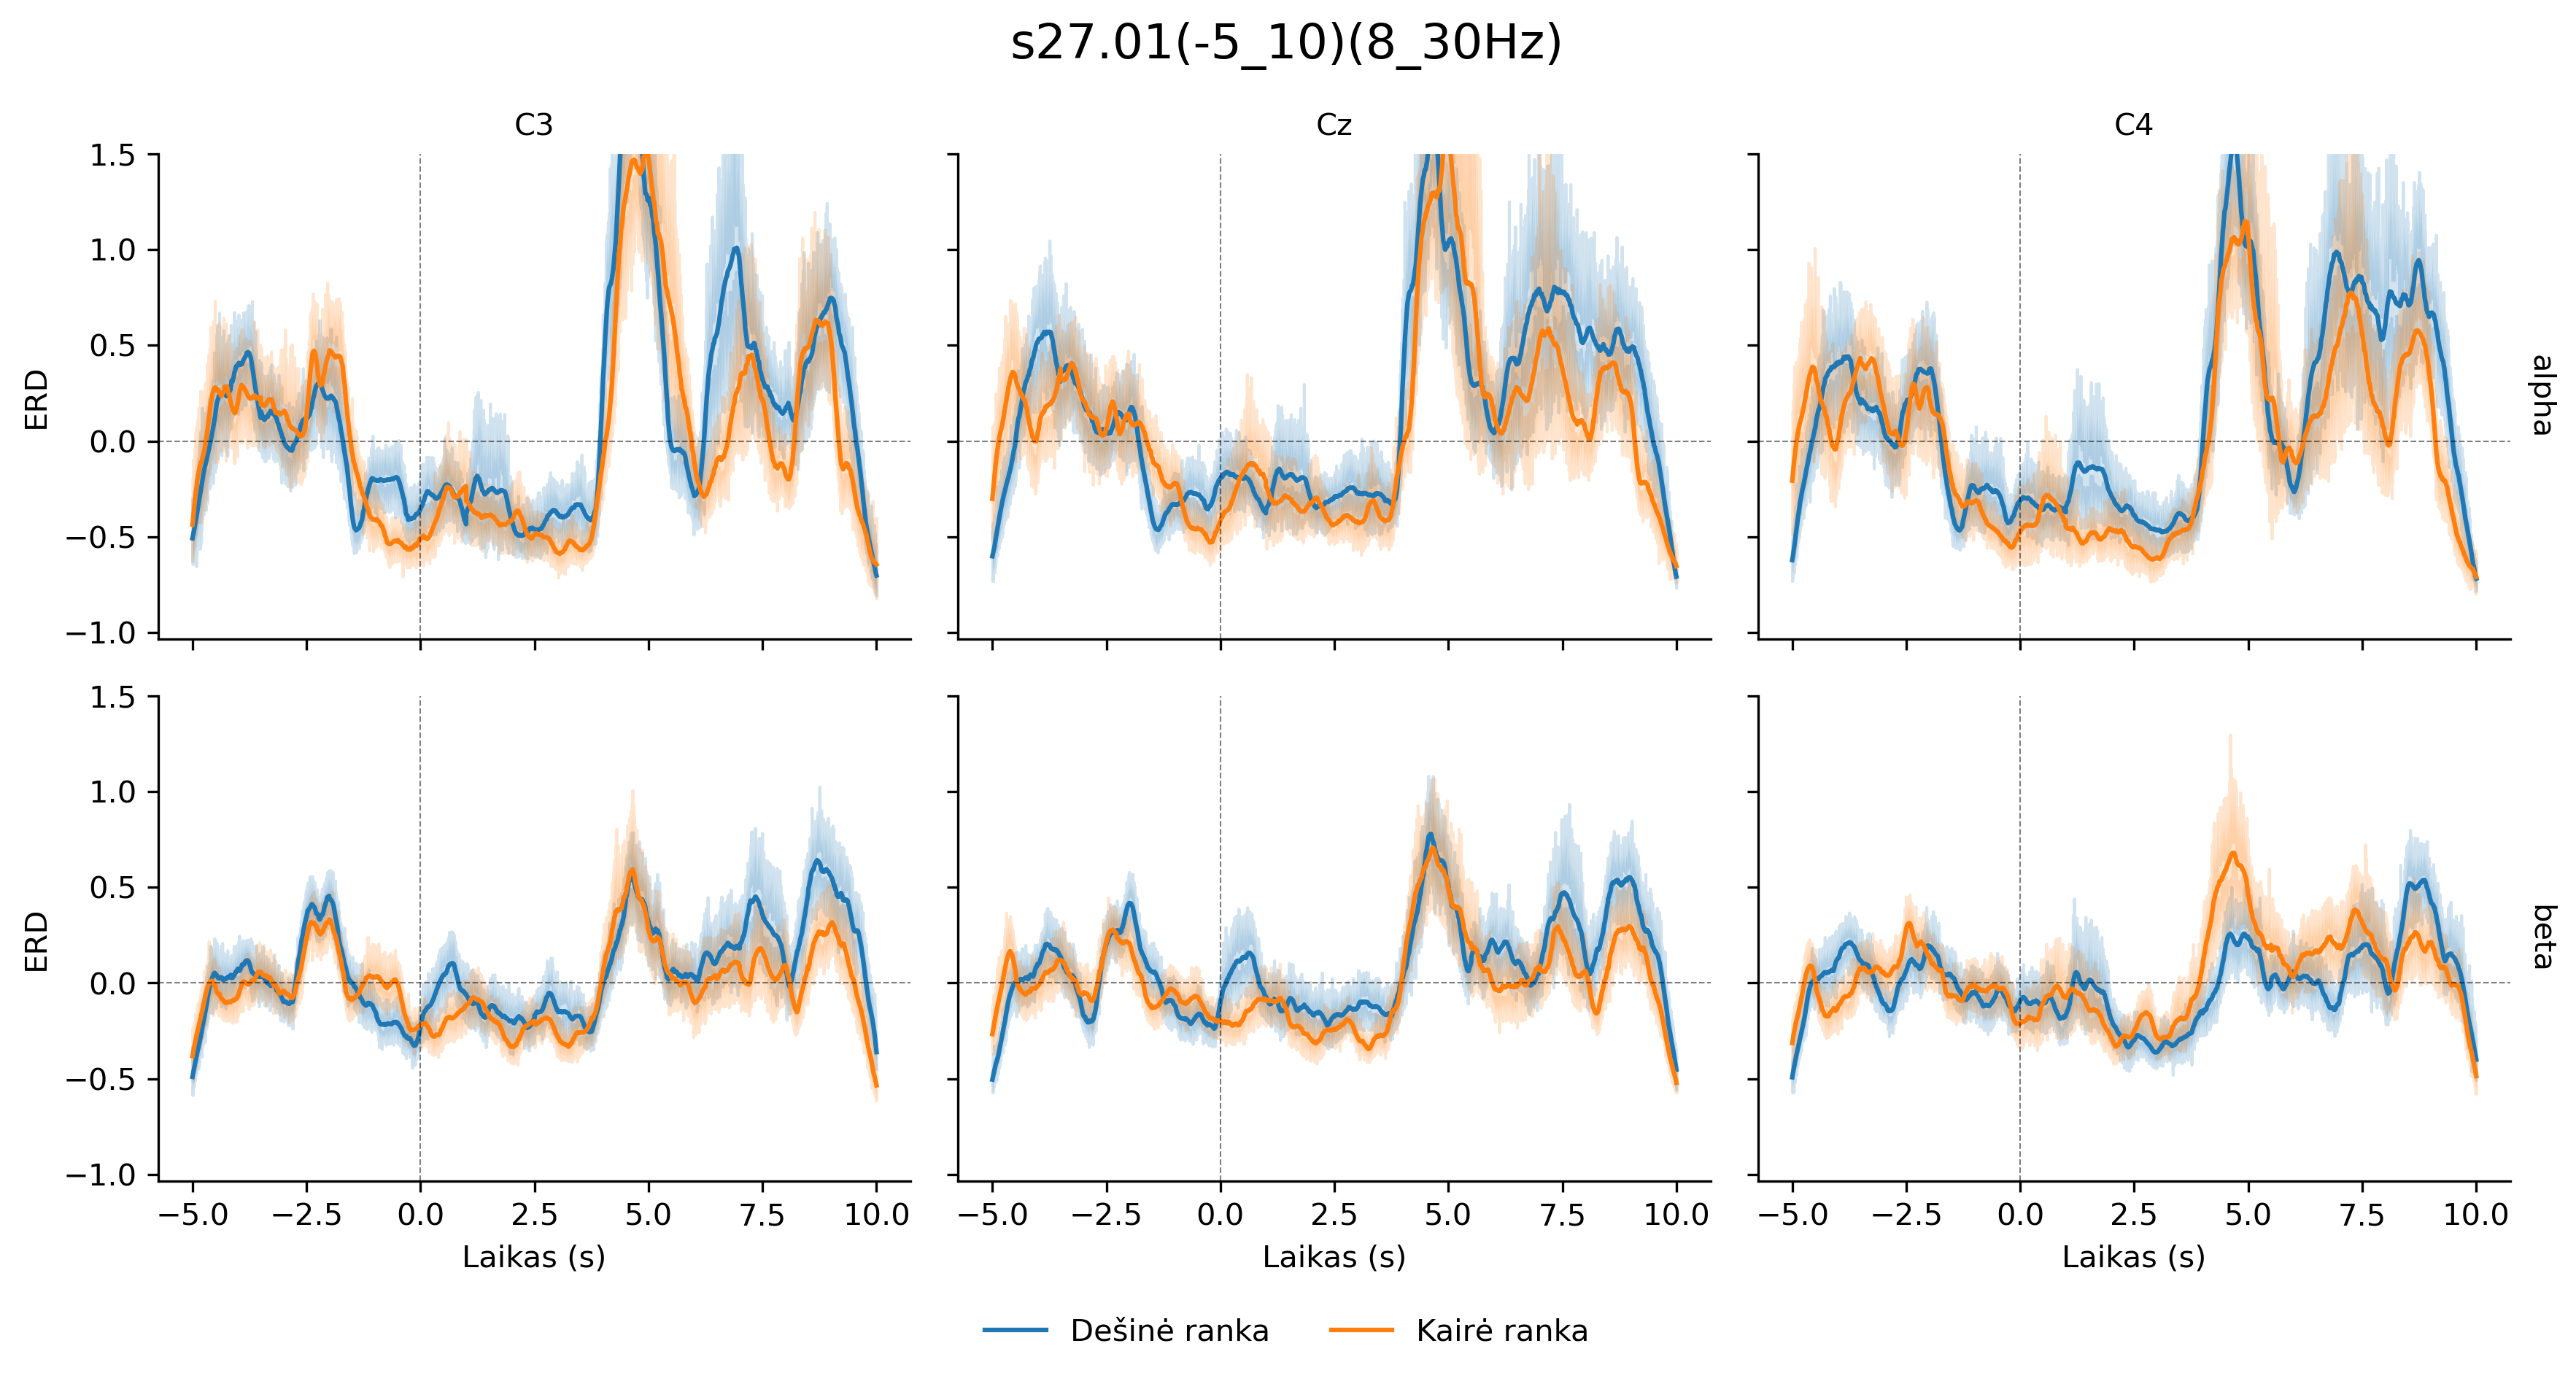 s27.01(-5_10)(8_30Hz)
C3 Cz C4
1.5
1.0
0.5
0.0
−0.5
−1.0
ERD
alpha
1.5
1.0
0.5
0.0
−0.5
−1.0
ERD
beta
−5.0 −2.5 0.0 2.5 5.0 7.5 10.0 −5.0 −2.5 0.0 2.5 5.0 7.5 10.0 −5.0 −2.5 0.0 2.5 5.0 7.5 10.0
Laikas (s) Laikas (s) Laikas (s)
Dešinė ranka Kairė ranka